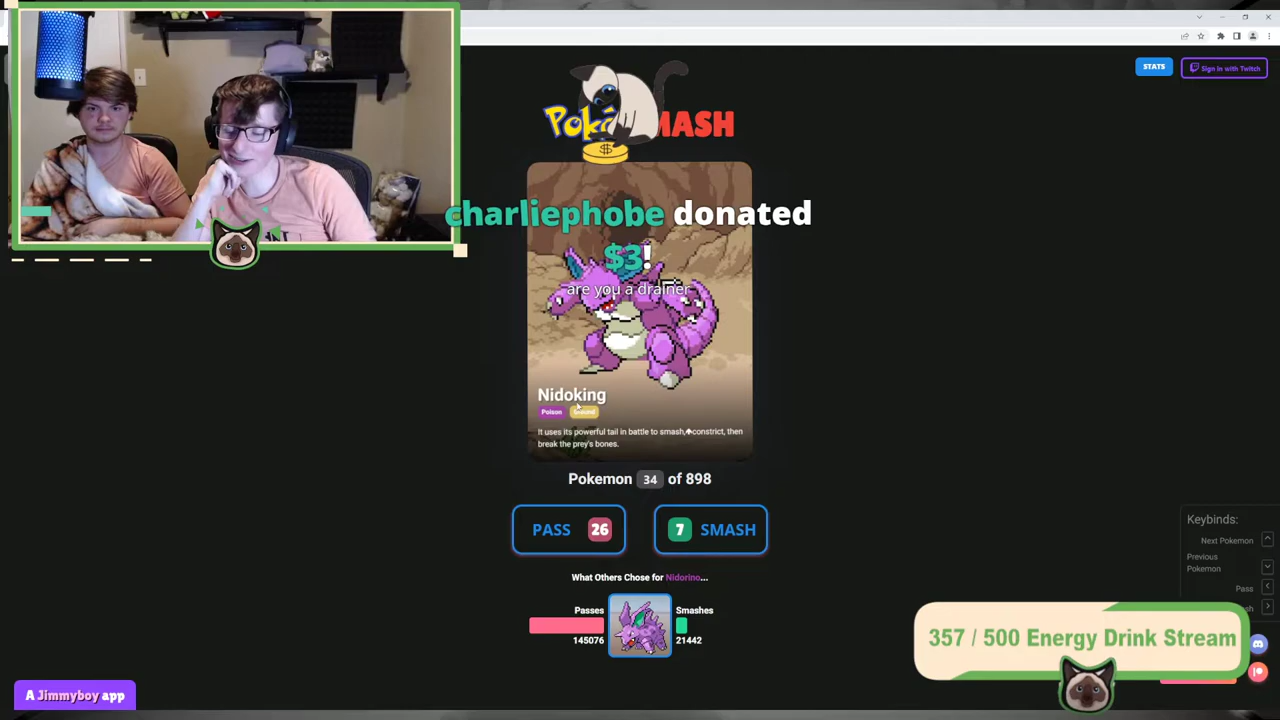 STATS
Sign in with Twitch
Poké
MASH
charliephobe donated
$3!
are you a drainer
Nidoking
Poison
It uses its powerful tail in battle to smash, constrict, then
break the prey's bones.
Pokemon 34 of 898
PASS 26
7 SMASH
What Others Chose for Nidorino...
Passes
145076
Smashes
21442
Keybinds:
Next Pokemon
Previous
Pokemon
Pass
357 / 500 Energy Drink Stream
A Jimmyboy app